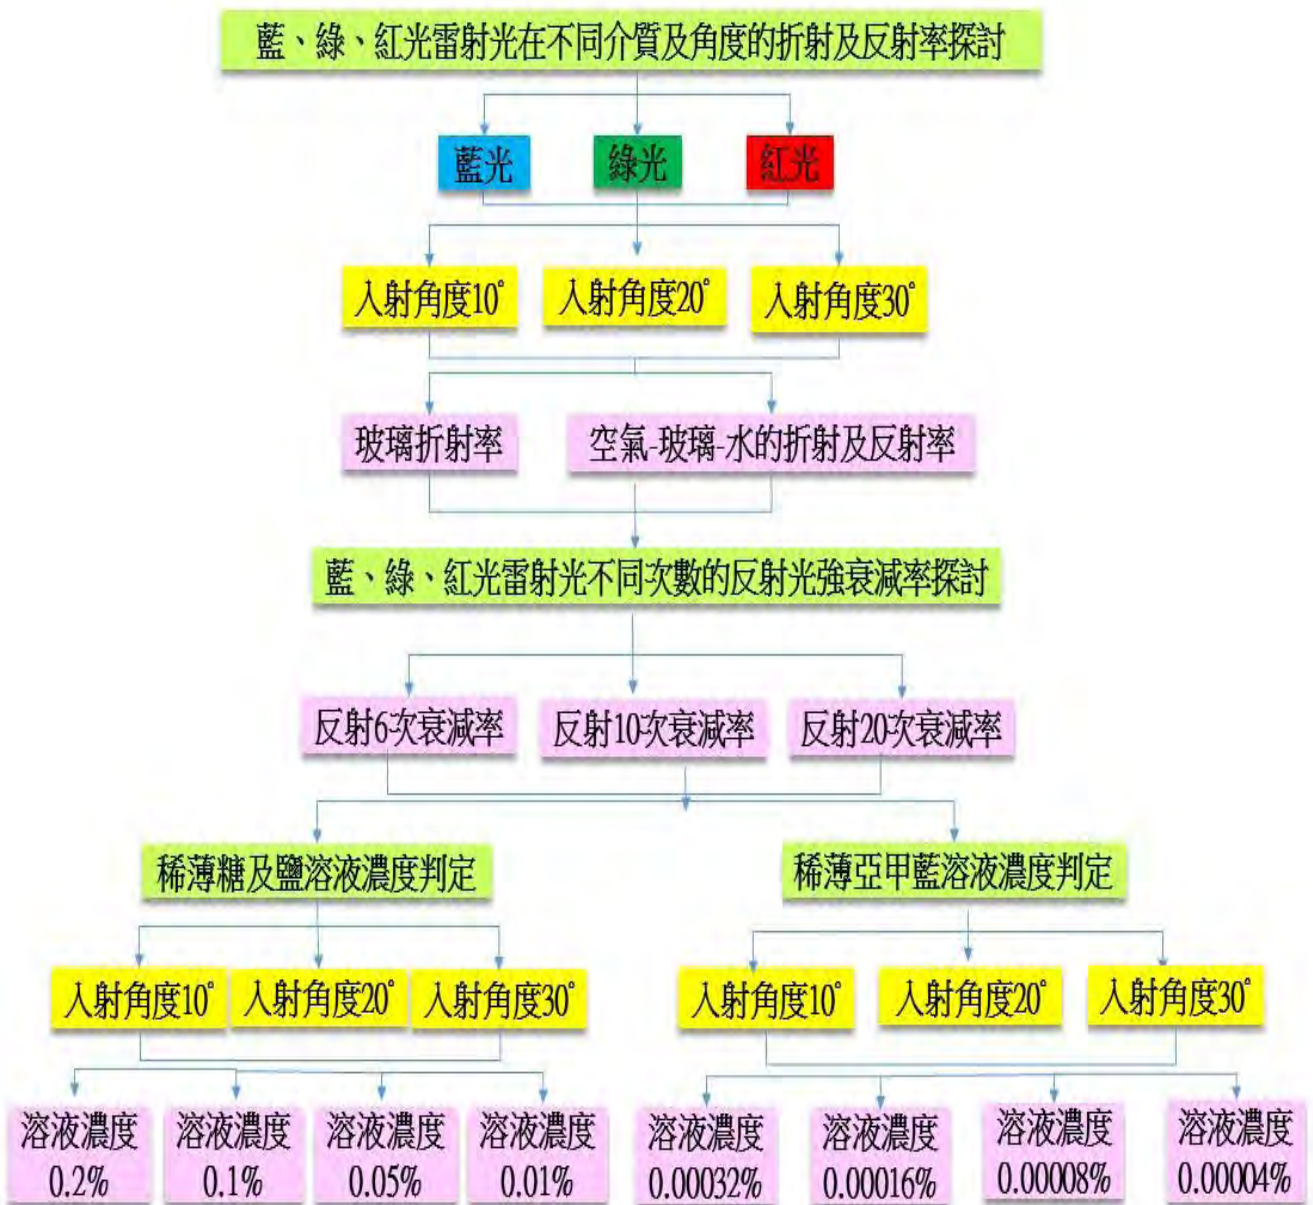 藍、綠、紅光雷射光在不同介質及角度的折射及反射率探討
藍光
綠光
紅光
入射角度10°
入射角度20°
入射角度30°
玻璃折射率
空氣-玻璃-水的折射及反射率
藍、綠、紅光雷射光不同次數的反射光強衰減率探討
反射6次衰減率
反射10次衰減率
反射20次衰減率
稀薄糖及鹽溶液濃度判定
稀薄亞甲藍溶液濃度判定
入射角度10°
入射角度20°
入射角度30°
入射角度10°
入射角度20°
入射角度30°
溶液濃度
0.2%
溶液濃度
0.1%
溶液濃度
0.05%
溶液濃度
0.01%
溶液濃度
0.00032%
溶液濃度
0.00016%
溶液濃度
0.00008%
溶液濃度
0.00004%